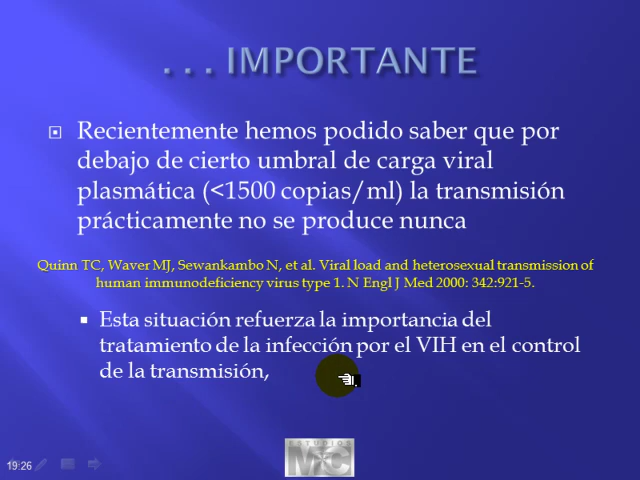 . . . IMPORTANTE
Recientemente hemos podido saber que por
debajo de cierto umbral de carga viral
plasmática (<1500 copias/ml) la transmisión
prácticamente no se produce nunca
Quinn TC, Waver MJ, Sewankambo N, et al. Viral load and heterosexual transmission of
human immunodeficiency virus type 1. N Engl J Med 2000: 342:921-5.
Esta situación refuerza la importancia del
tratamiento de la infección por el VIH en el control
de la transmisión,
ESTUDIOS
MC
19:26